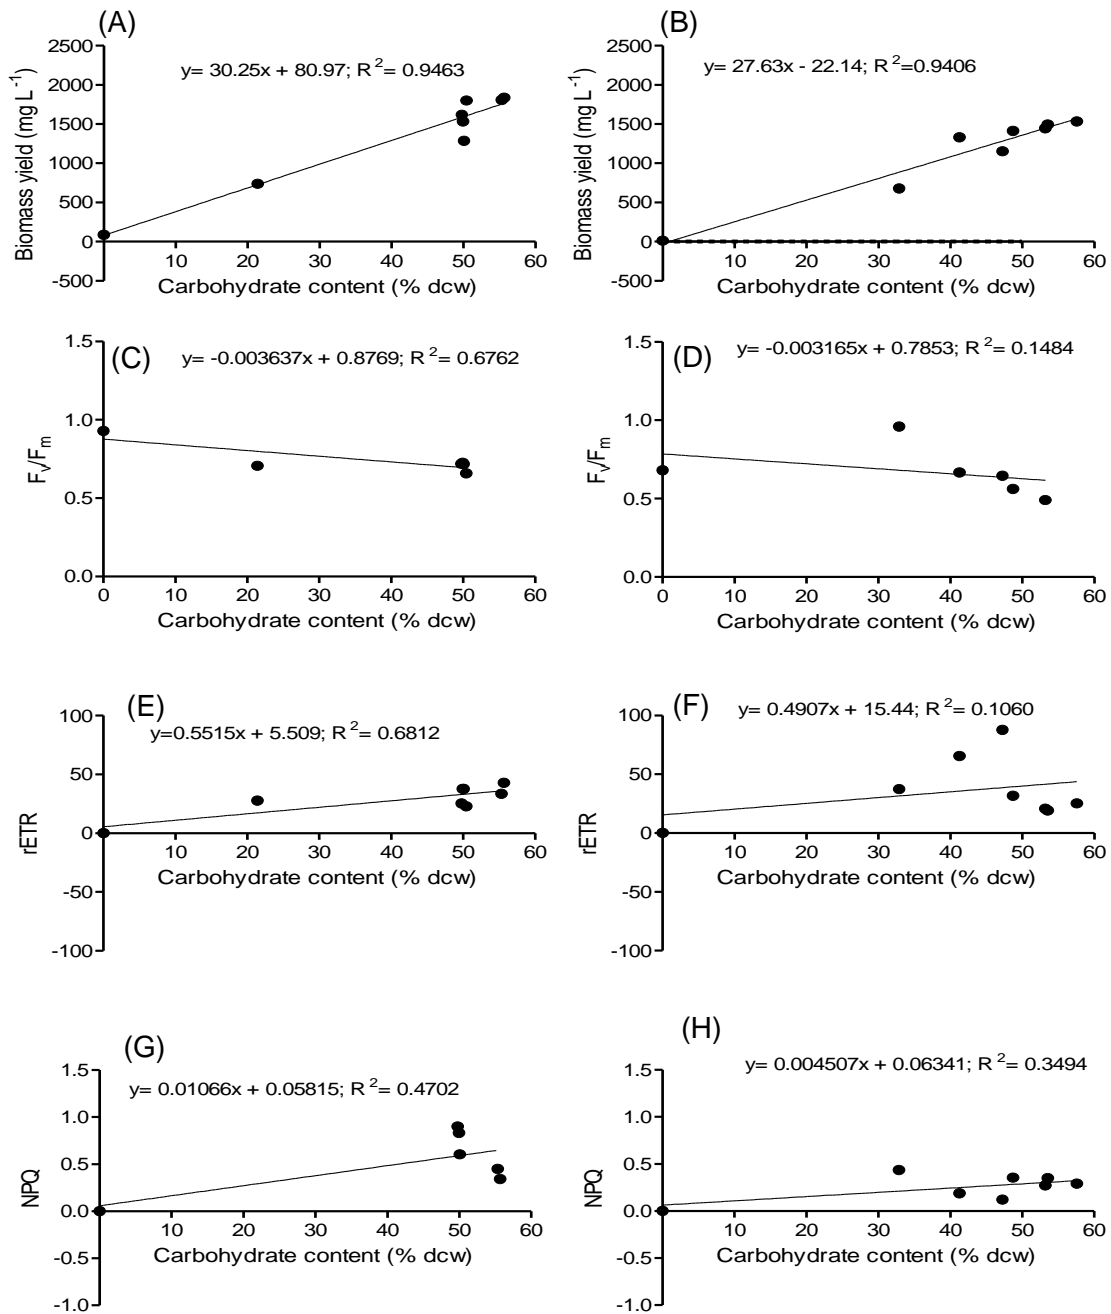 (A)
y= 30.25x + 80.97; R²= 0.9463
Biomass yield (mg L⁻¹)
2500
2000
1500
1000
500
0
-500
10 20 30 40 50 60
Carbohydrate content (% dcw)
(B)
y= 27.63x - 22.14; R²=0.9406
Biomass yield (mg L⁻¹)
2500
2000
1500
1000
500
0
-500
10 20 30 40 50 60
Carbohydrate content (% dcw)
(C)
y= -0.003637x + 0.8769; R²= 0.6762
Fv/Fm
1.5
1.0
0.5
0.0
0 10 20 30 40 50 60
Carbohydrate content (% dcw)
(D)
y= -0.003165x + 0.7853; R²= 0.1484
Fv/Fm
1.5
1.0
0.5
0.0
0 10 20 30 40 50 60
Carbohydrate content (% dcw)
(E)
y=0.5515x + 5.509; R²= 0.6812
rETR
100
50
0
-50
-100
10 20 30 40 50 60
Carbohydrate content (% dcw)
(F)
y= 0.4907x + 15.44; R²= 0.1060
rETR
100
50
0
-50
-100
10 20 30 40 50 60
Carbohydrate content (% dcw)
(G)
y= 0.01066x + 0.05815; R²= 0.4702
NPQ
1.5
1.0
0.5
0.0
-0.5
-1.0
10 20 30 40 50 60
Carbohydrate content (% dcw)
(H)
y= 0.004507x + 0.06341; R²= 0.3494
NPQ
1.5
1.0
0.5
0.0
-0.5
-1.0
10 20 30 40 50 60
Carbohydrate content (% dcw)